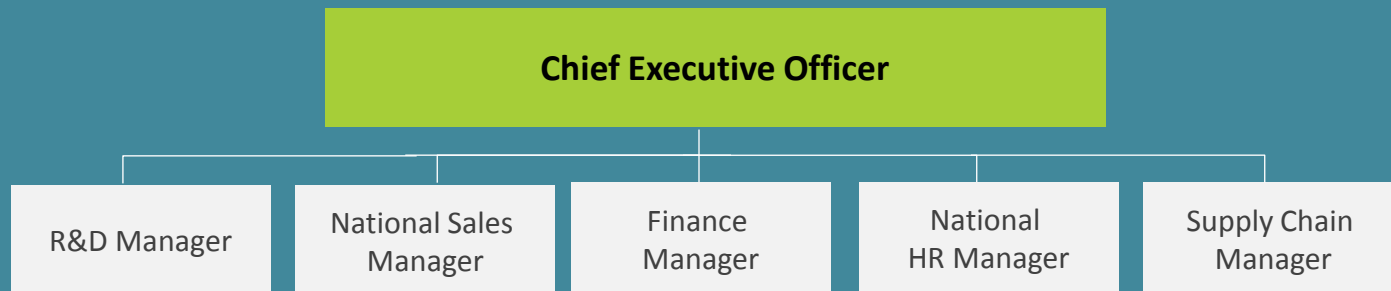 Chief Executive Officer
R&D Manager
National Sales
Manager
Finance
Manager
National
HR Manager
Supply Chain
Manager